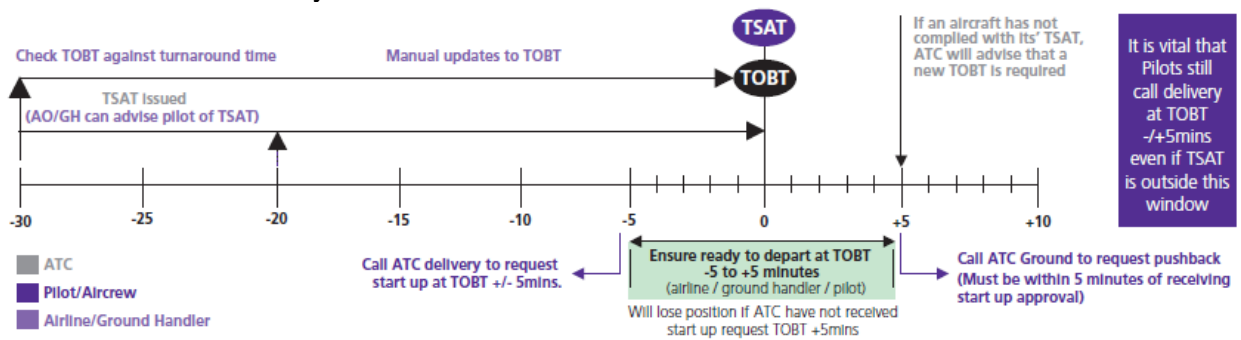 TSAT
TOBT
Check TOBT against turnaround time
Manual updates to TOBT
TSAT issued
(AO/GH can advise pilot of TSAT)
If an aircraft has not
complied with its' TSAT,
ATC will advise that a
new TOBT is required
It is vital that
Pilots still
call delivery
at TOBT
-/+5mins
even if TSAT
is outside this
window
-30
-25
-20
-15
-10
-5
0
+5
+10
ATC
Pilot/Aircrew
Airline/Ground Handler
Call ATC delivery to request
start up at TOBT +/- 5mins.
Ensure ready to depart at TOBT
-5 to +5 minutes
(airline / ground handler / pilot)
Will lose position if ATC have not received
start up request TOBT +5mins
Call ATC Ground to request pushback
(Must be within 5 minutes of receiving
start up approval)